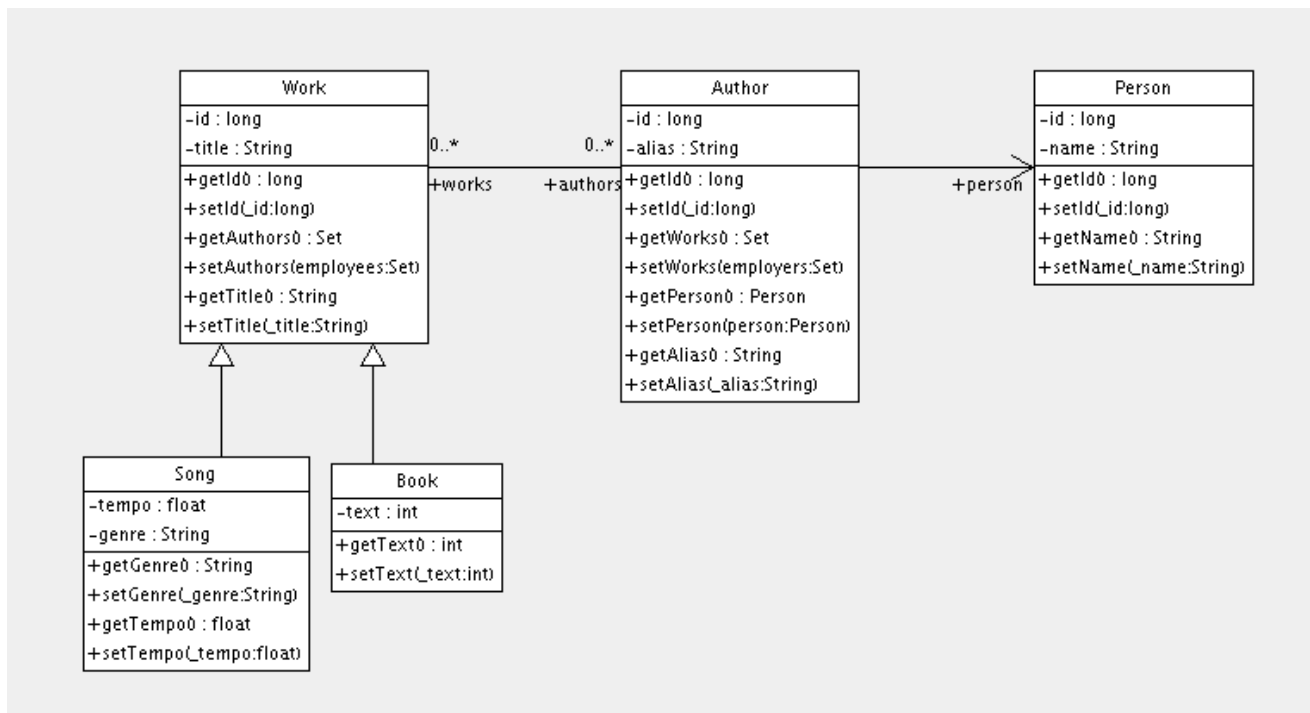 Work
-id : long
-title : String
+getId() : long
+setId(_id:long)
+getAuthors() : Set
+setAuthors(employees:Set)
+getTitle() : String
+setTitle(_title:String)
0..*
+works
0..*
+authors
Author
-id : long
-alias : String
+getId() : long
+setId(_id:long)
+getWorks() : Set
+setWorks(employers:Set)
+getPerson() : Person
+setPerson(person:Person)
+getAlias() : String
+setAlias(_alias:String)
+person
Person
-id : long
-name : String
+getId() : long
+setId(_id:long)
+getName() : String
+setName(_name:String)
Song
-tempo : float
-genre : String
+getGenre() : String
+setGenre(_genre:String)
+getTempo() : float
+setTempo(_tempo:float)
Book
-text : int
+getText() : int
+setText(_text:int)